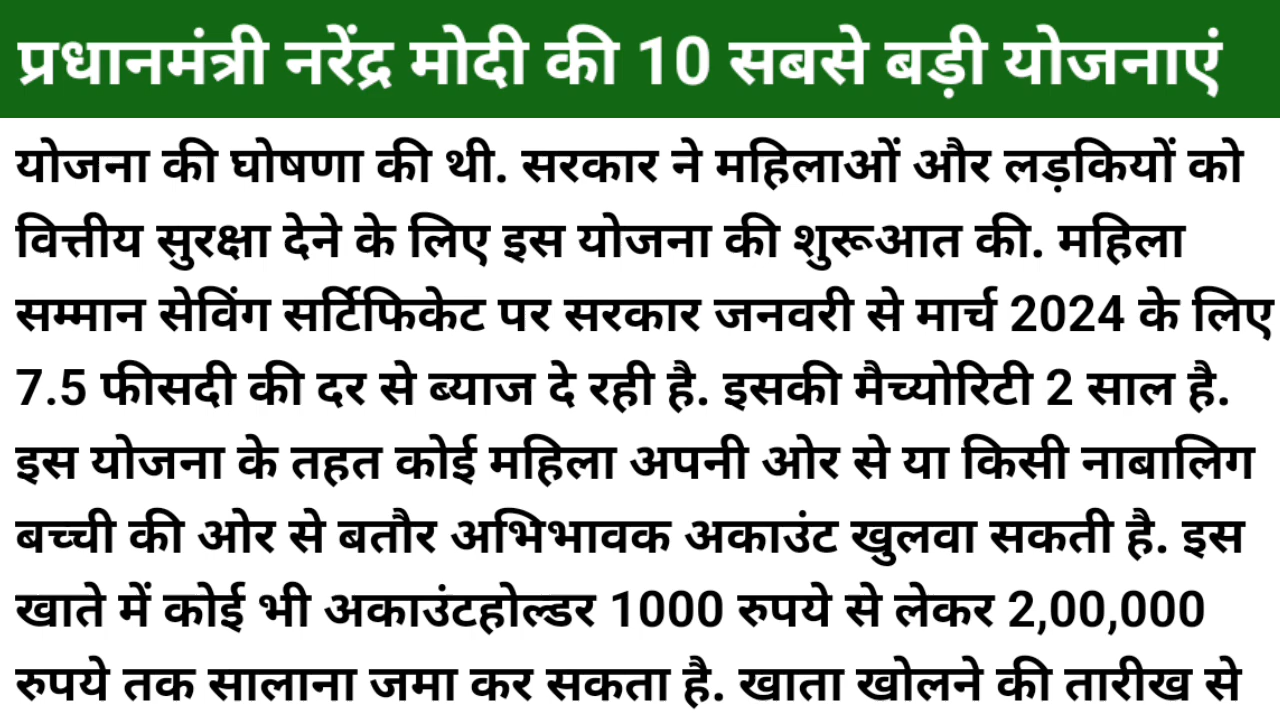 प्रधानमंत्री नरेंद्र मोदी की 10 सबसे बड़ी योजनाएं
योजना की घोषणा की थी. सरकार ने महिलाओं और लड़कियों को
वित्तीय सुरक्षा देने के लिए इस योजना की शुरूआत की. महिला
सम्मान सेविंग सर्टिफिकेट पर सरकार जनवरी से मार्च 2024 के लिए
7.5 फीसदी की दर से ब्याज दे रही है. इसकी मैच्योरिटी 2 साल है.
इस योजना के तहत कोई महिला अपनी ओर से या किसी नाबालिग
बच्ची की ओर से बतौर अभिभावक अकाउंट खुलवा सकती है. इस
खाते में कोई भी अकाउंटहोल्डर 1000 रुपये से लेकर 2,00,000
रुपये तक सालाना जमा कर सकता है. खाता खोलने की तारीख से